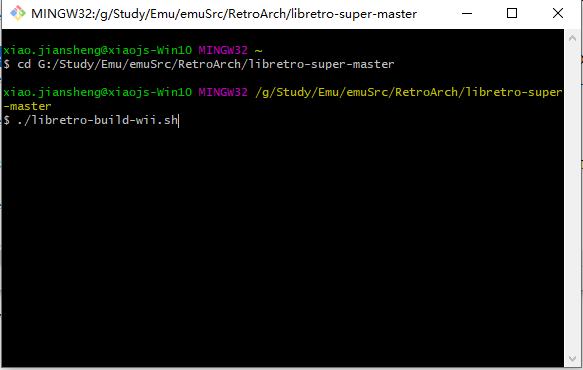 MINGW32:/g/Study/Emu/emuSrc/RetroArch/libretro-super-master
xiao.jiansheng@xiaojs-Win10 MINGW32 ~
$ cd G:/Study/Emu/emuSrc/RetroArch/libretro-super-master
xiao.jiansheng@xiaojs-Win10 MINGW32 /g/Study/Emu/emuSrc/RetroArch/libretro-super
-master
$ ./libretro-build-wii.sh